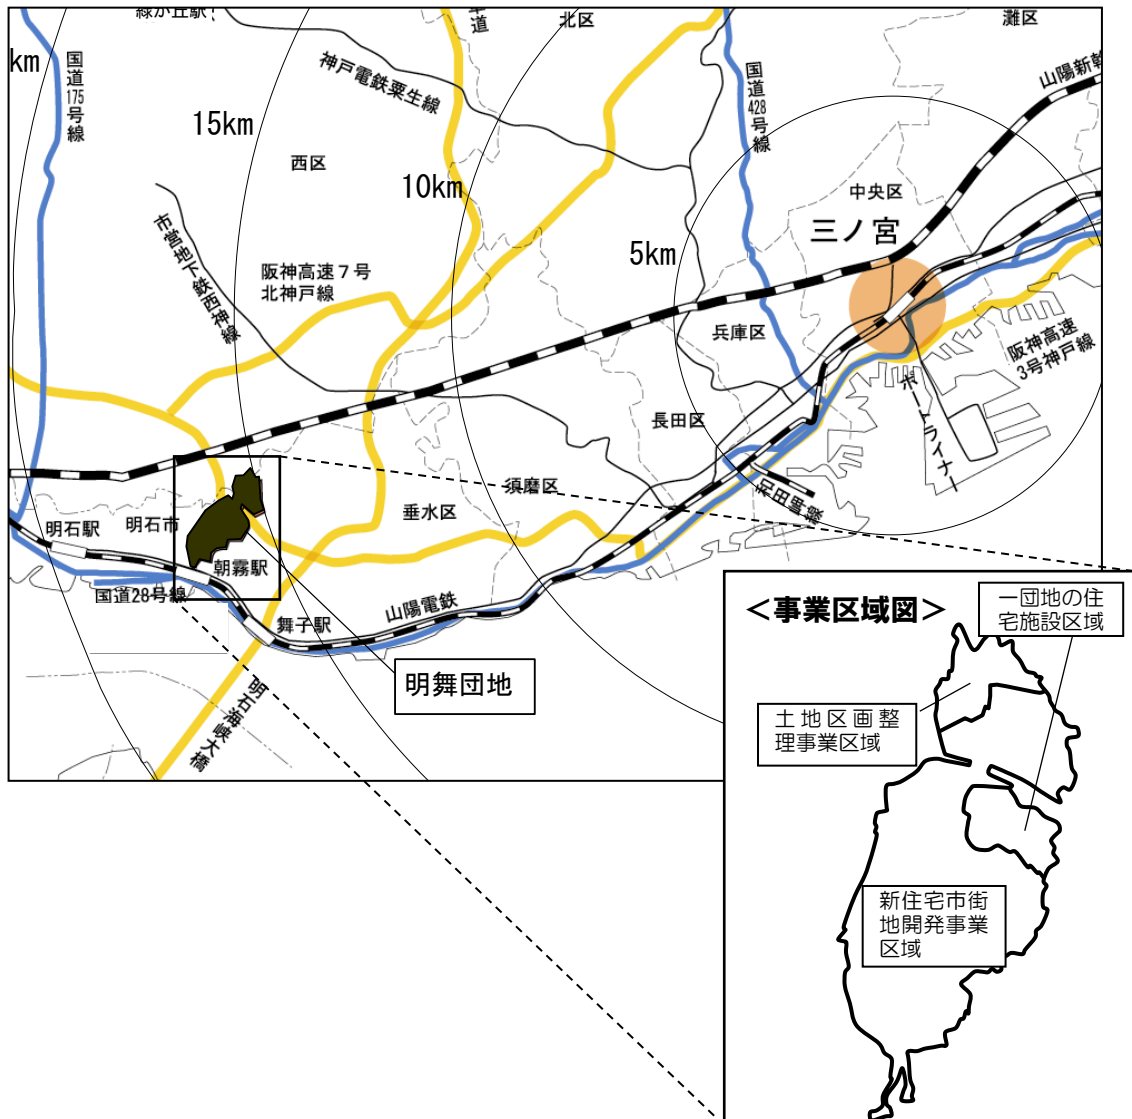 緑が丘駅
北区
灘区
km
国道175号線
神戸電鉄粟生線
国道428号線
山陽新幹
15km
西区
10km
中央区
三ノ宮
市営地下鉄西神線
阪神高速7号
北神戸線
5km
兵庫区
阪神高速
3号神戸線
ポートライナー
長田区
和田岬線
須磨区
垂水区
明石駅
明石市
朝霧駅
国道28号線
舞子駅
山陽電鉄
明舞団地
明石海峡大橋
<事業区域図>
一団地の住
宅施設区域
土地区画整
理事業区域
新住宅市街
地開発事業
区域